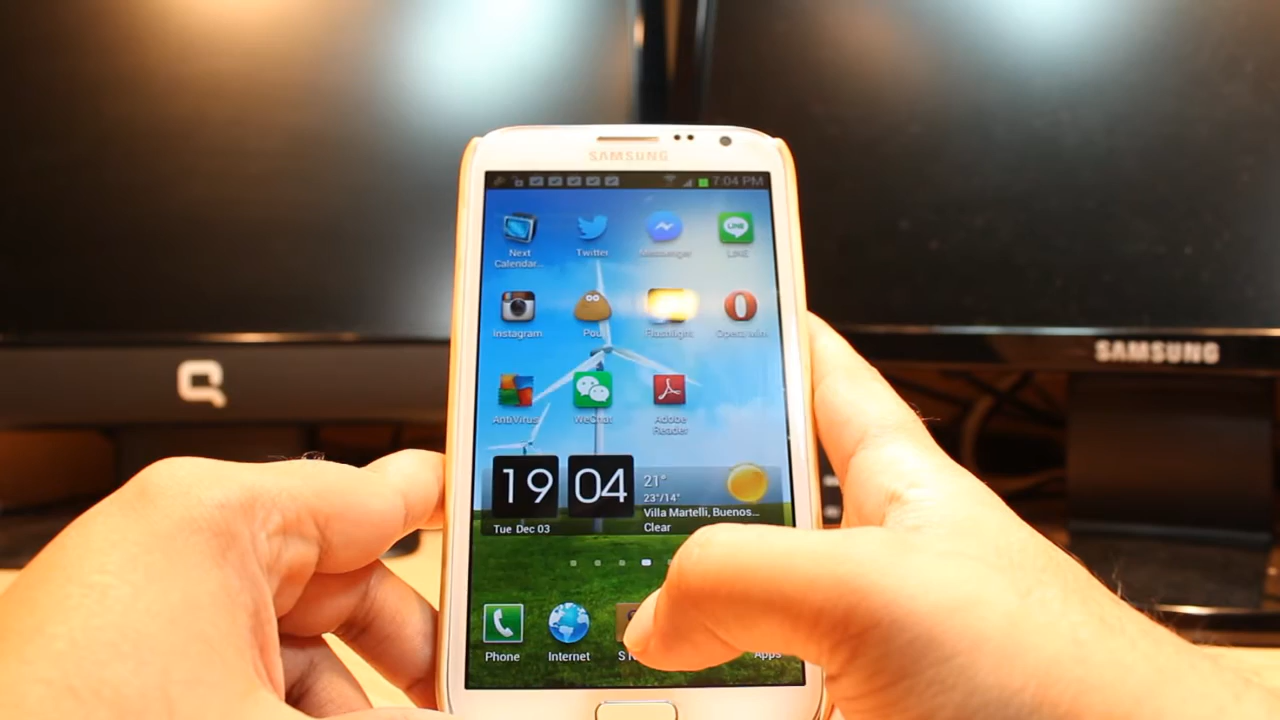 SAMSUNG
7:04 PM
Next
Calendar...
Twitter
Messenger
LINE
LINE
Instagram
Pou
Flashlight
Opera Mini
AntiVirus
WeChat
Adobe
Reader
19 04
21°
23°/14°
Villa Martelli, Buenos...
Tue Dec 03
Clear
Phone
Internet
S
Apps
SAMSUNG